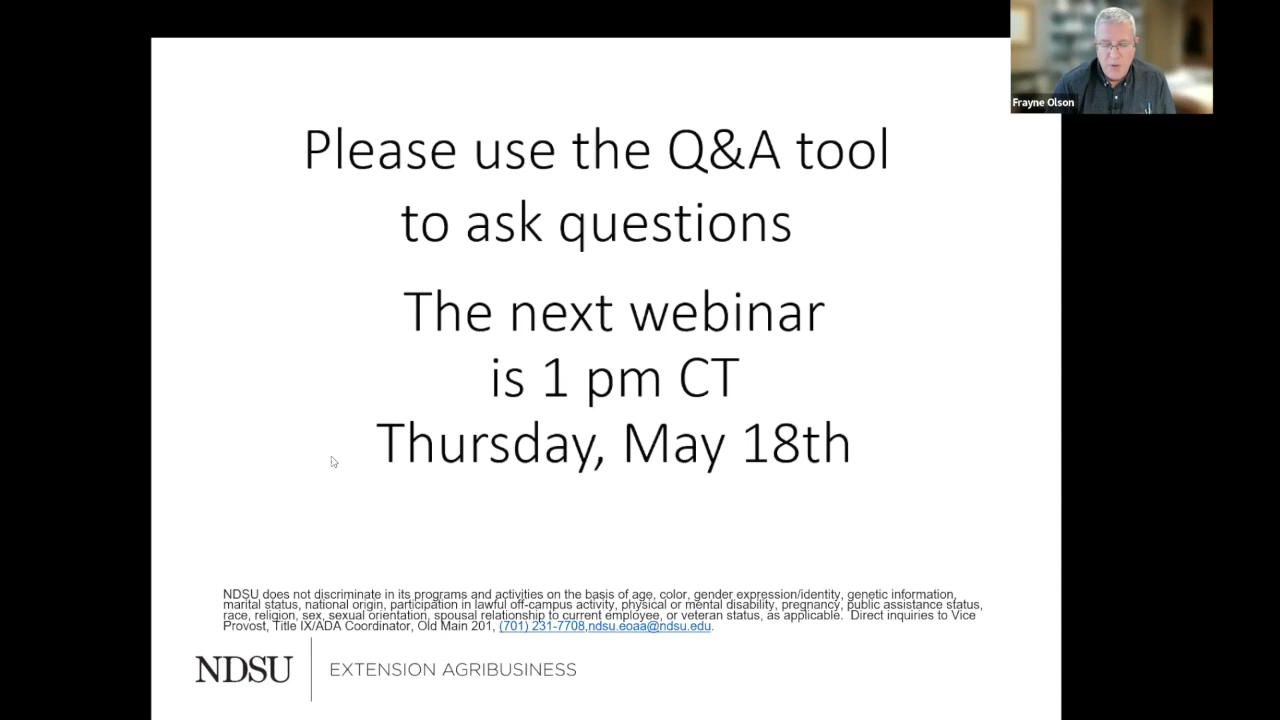 Frayne Olson
Please use the Q&A tool
to ask questions
The next webinar
is 1 pm CT
Thursday, May 18th
NDSU does not discriminate in its programs and activities on the basis of age, color, gender expression/identity, genetic information,
marital status, national origin, participation in lawful off-campus activity, physical or mental disability, pregnancy, public assistance status,
race, religion, sex, sexual orientation, spousal relationship to current employee, or veteran status, as applicable. Direct inquiries to Vice
Provost, Title IX/ADA Coordinator, Old Main 201, (701) 231-7708,ndsu.eoaa@ndsu.edu.
NDSU EXTENSION AGRIBUSINESS